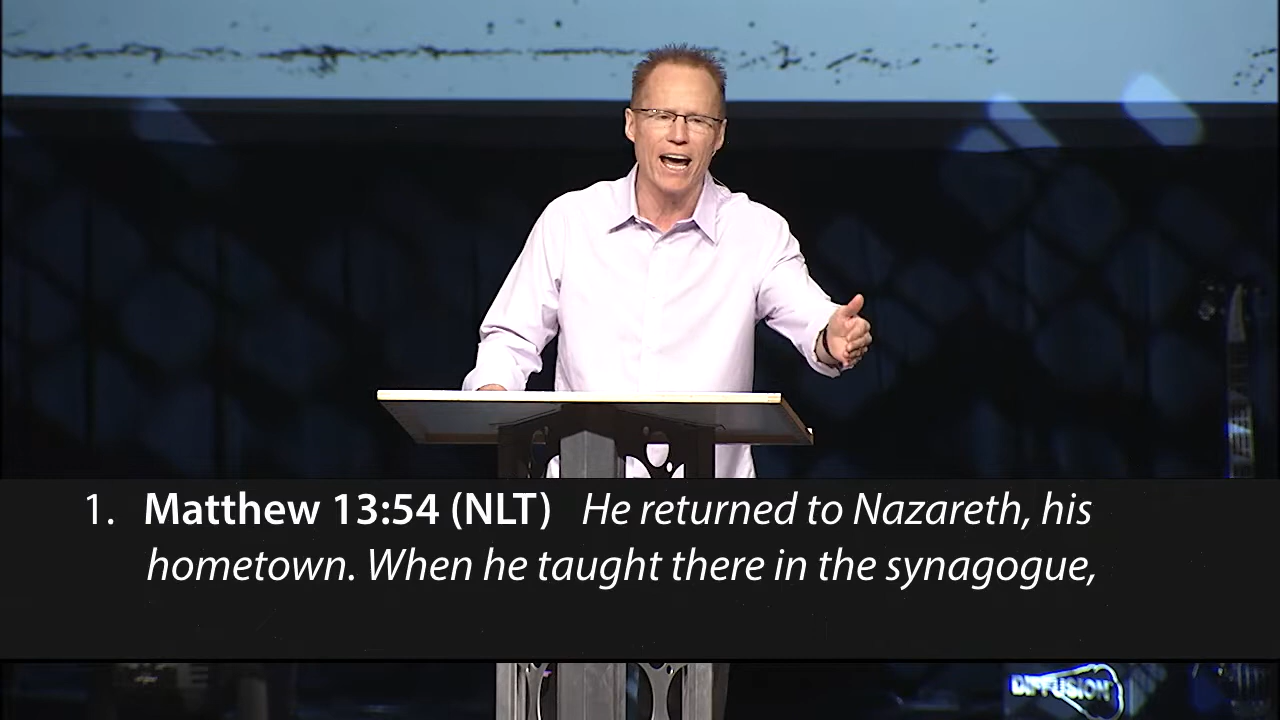 1. Matthew 13:54 (NLT) He returned to Nazareth, his
hometown. When he taught there in the synagogue,
DIFFUSION